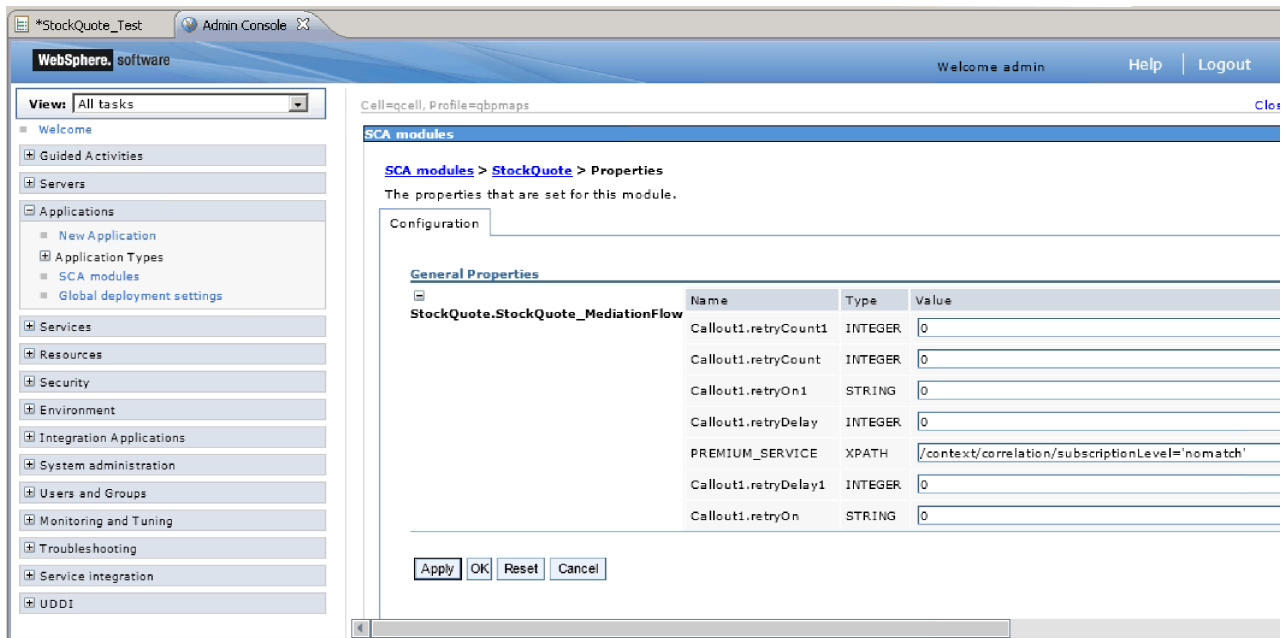 *StockQuote_Test
Admin Console
WebSphere. software
Welcome admin
Help
Logout
View: All tasks
Welcome
Guided Activities
Servers
Applications
New Application
Application Types
SCA modules
Global deployment settings
Services
Resources
Security
Environment
Integration Applications
System administration
Users and Groups
Monitoring and Tuning
Troubleshooting
Service integration
UDDI
Cell=qcell, Profile=qbpmaps
Clos
SCA modules
SCA modules > StockQuote > Properties
The properties that are set for this module.
Configuration
General Properties
StockQuote.StockQuote_MediationFlow
Name Type Value
Callout1.retryCount1 INTEGER 0
Callout1.retryCount INTEGER 0
Callout1.retryOn1 STRING 0
Callout1.retryDelay INTEGER 0
PREMIUM_SERVICE XPATH /context/correlation/subscriptionLevel='nomatch'
Callout1.retryDelay1 INTEGER 0
Callout1.retryOn STRING 0
Apply OK Reset Cancel